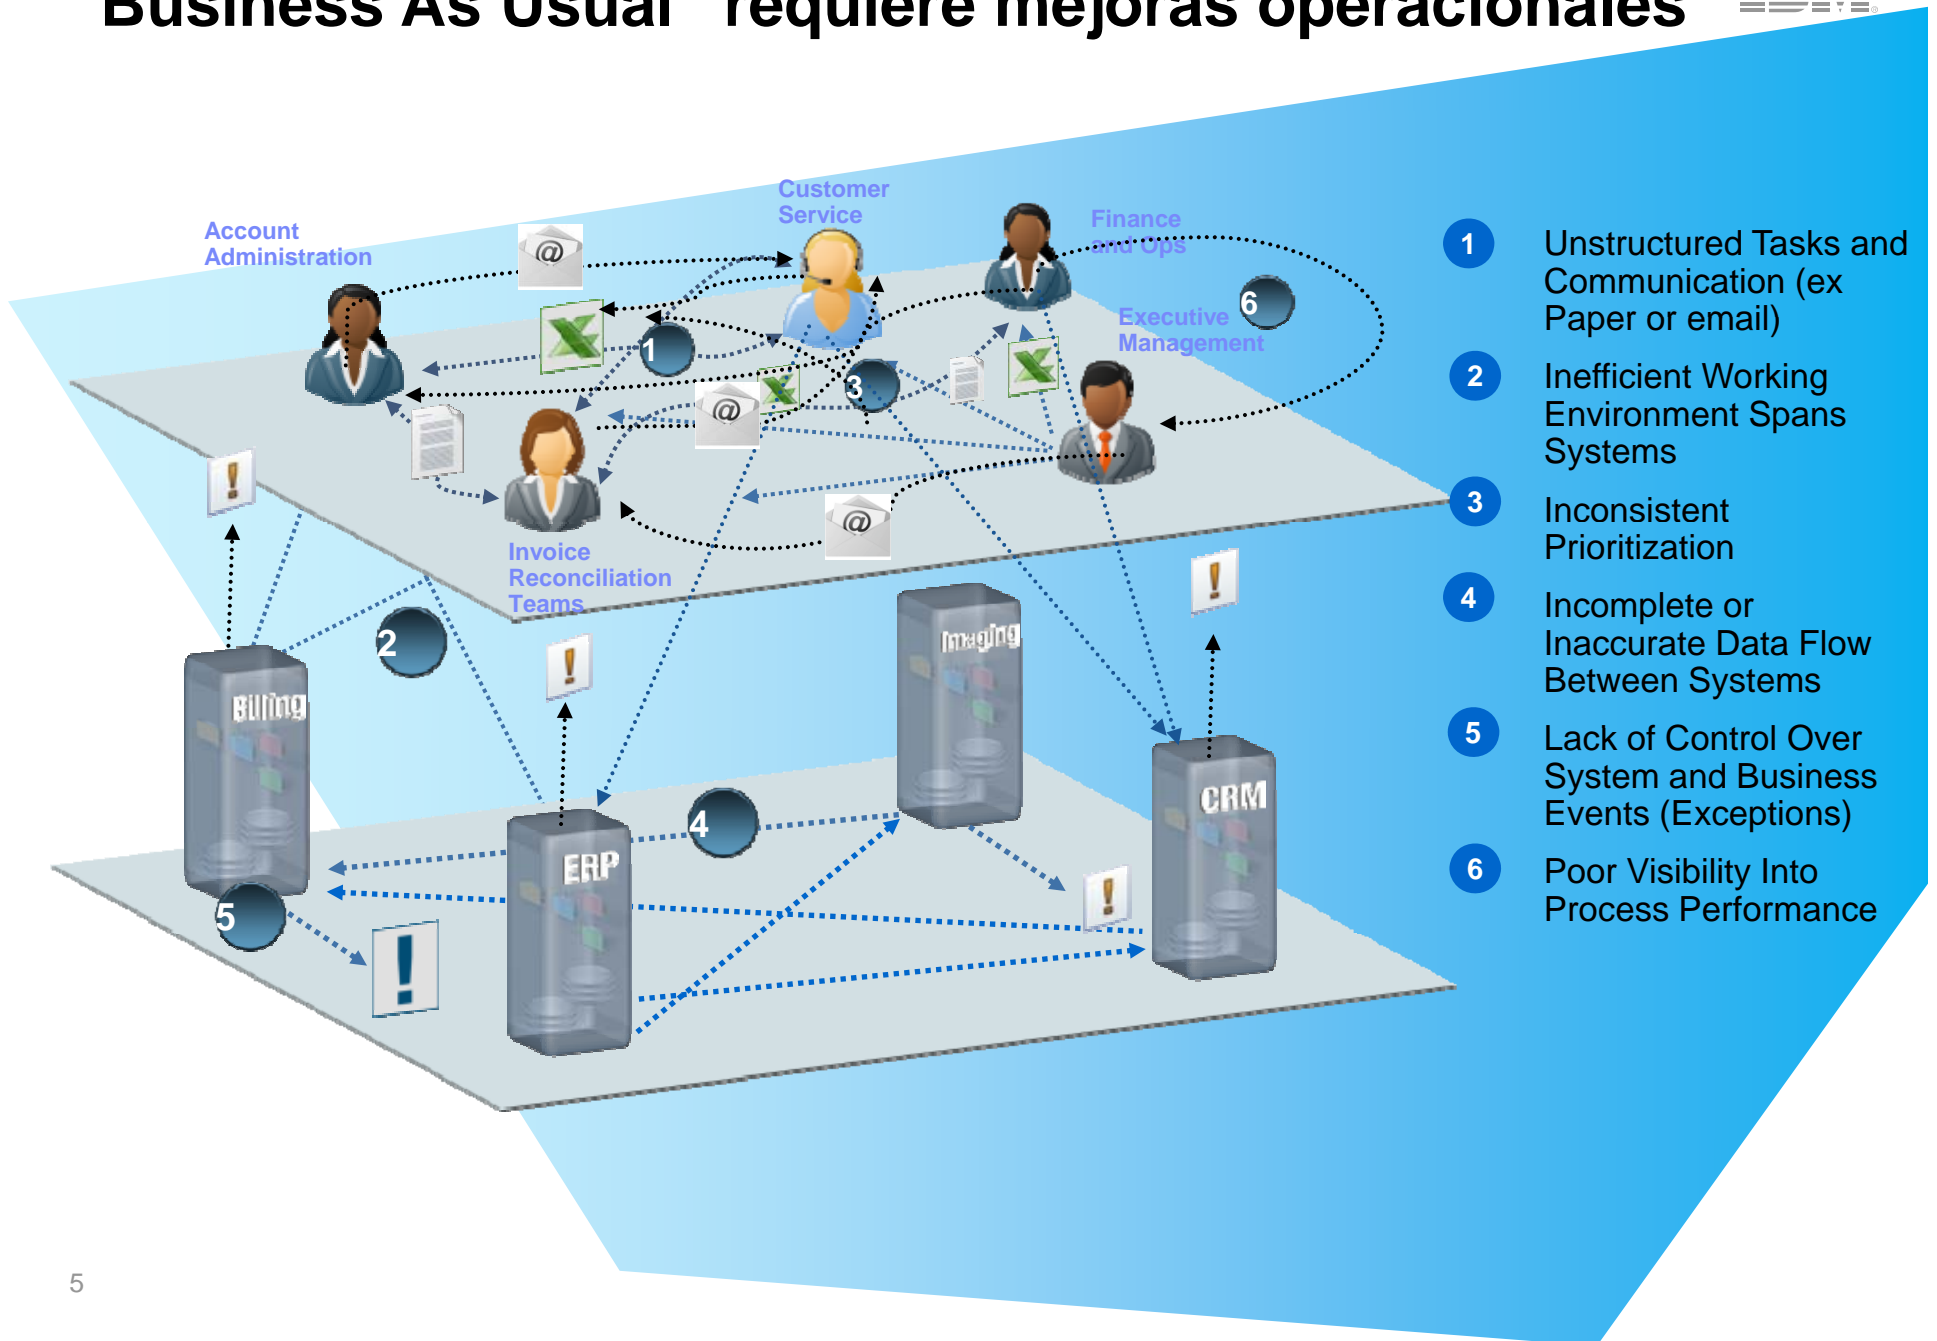 Business As Usual" requiere mejoras operacionales
IBM
Customer
Service
Account
Administration
Finance
and Ops
Executive
Management
6
1
3
Invoice
Reconciliation
Teams
2
Imaging
Billing
CRM
4
ERP
5
1 Unstructured Tasks and
Communication (ex
Paper or email)
2 Inefficient Working
Environment Spans
Systems
3 Inconsistent
Prioritization
4 Incomplete or
Inaccurate Data Flow
Between Systems
5 Lack of Control Over
System and Business
Events (Exceptions)
6 Poor Visibility Into
Process Performance
5